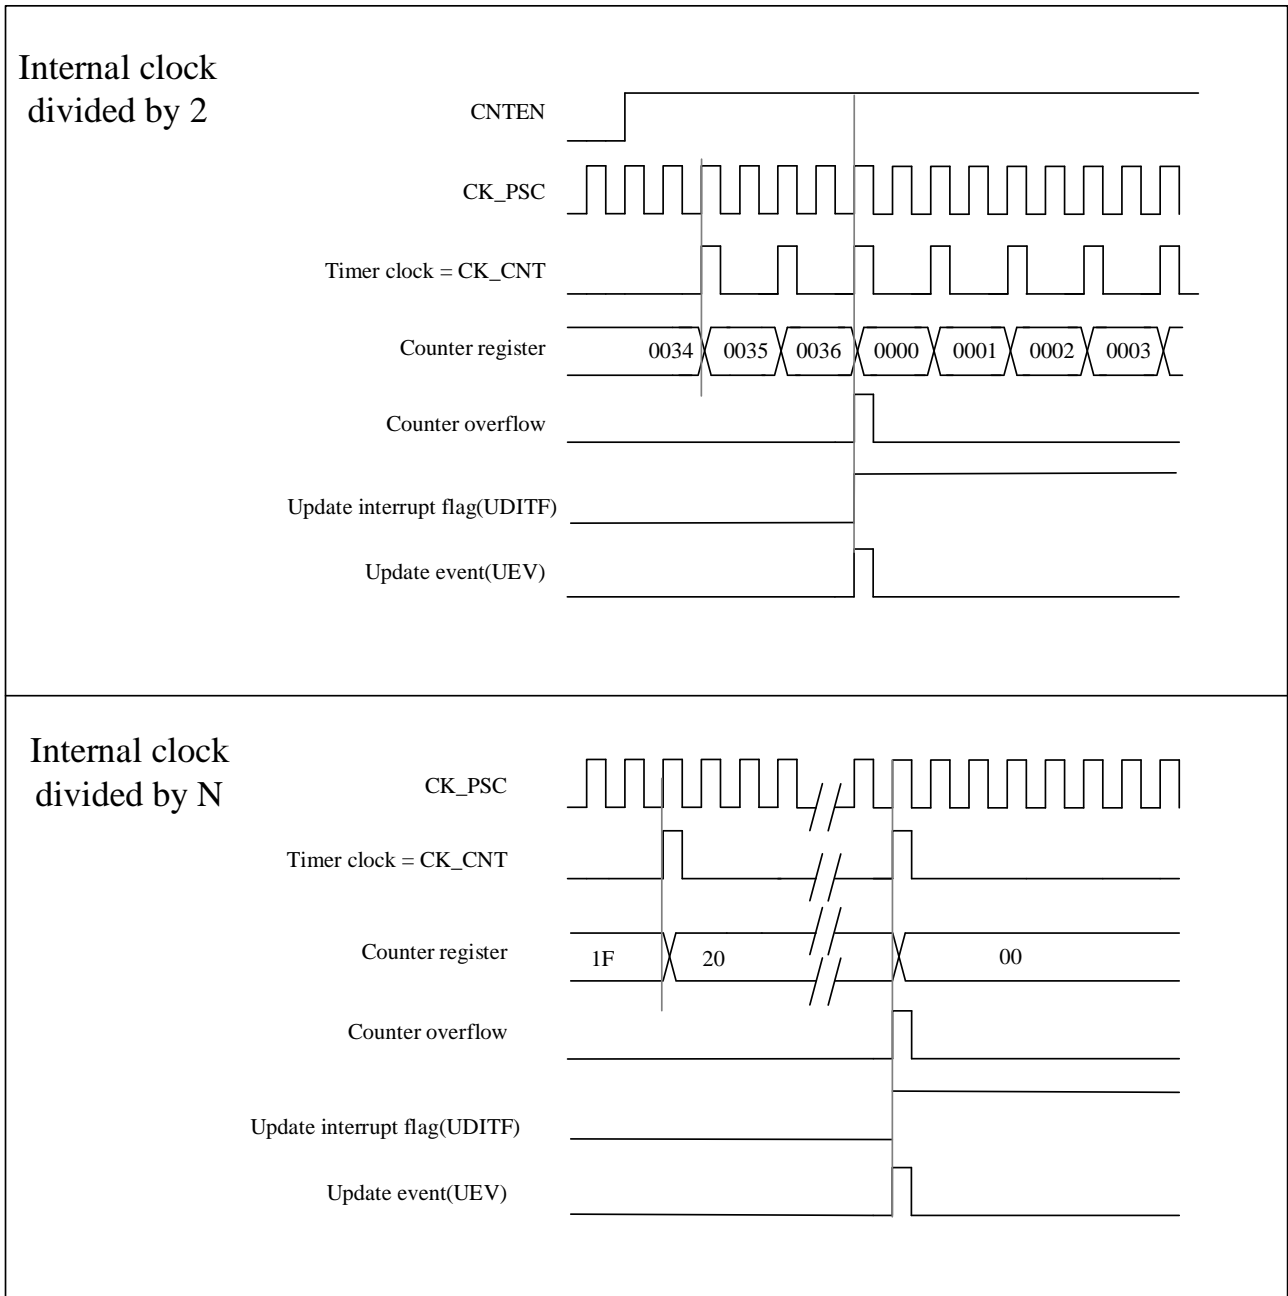 Internal clock
divided by 2
CNTEN
CK_PSC
Timer clock = CK_CNT
Counter register
0034 0035 0036 0000 0001 0002 0003
Counter overflow
Update interrupt flag(UDITF)
Update event(UEV)
Internal clock
divided by N
CK_PSC
Timer clock = CK_CNT
Counter register
1F 20 00
Counter overflow
Update interrupt flag(UDITF)
Update event(UEV)